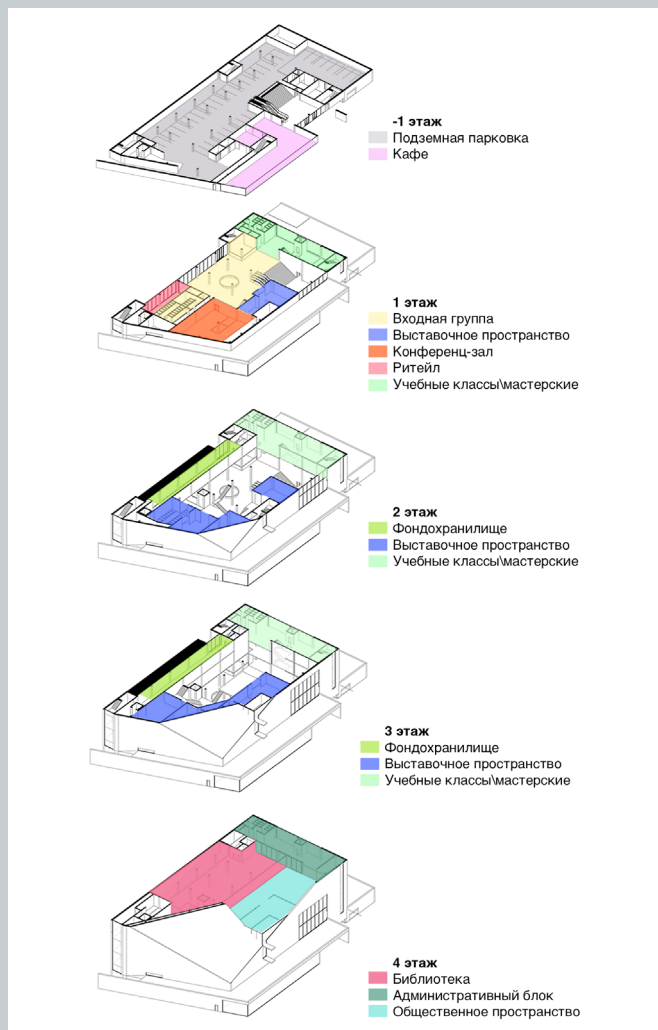 -1 этаж
Подземная парковка
Кафе
1 этаж
Входная группа
Выставочное пространство
Конференц-зал
Ритейл
Учебные классы\мастерские
2 этаж
Фондохранилище
Выставочное пространство
Учебные классы\мастерские
3 этаж
Фондохранилище
Выставочное пространство
Учебные классы\мастерские
4 этаж
Библиотека
Административный блок
Общественное пространство